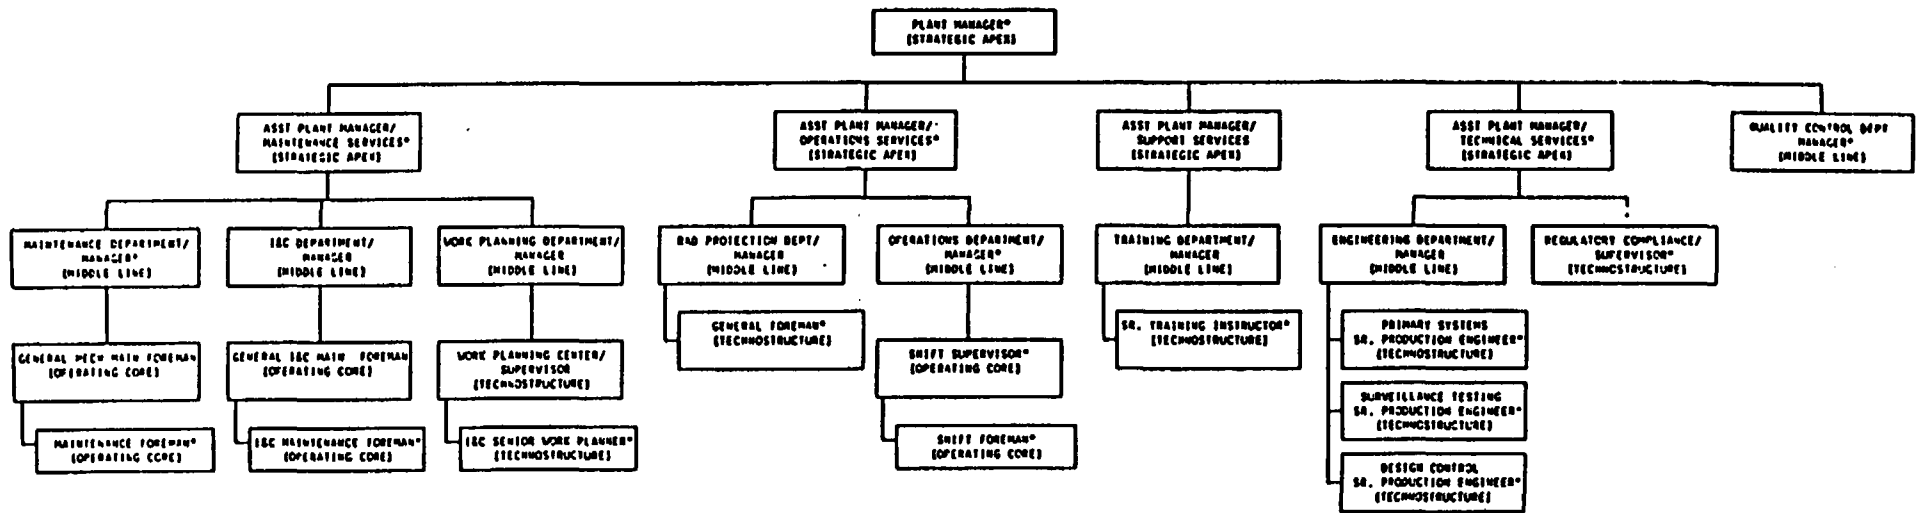 PLANT MANAGER*
[STRATEGIC APEX]
ASST PLANT MANAGER/
MAINTENANCE SERVICES*
[STRATEGIC APEX]
ASST PLANT MANAGER/
OPERATIONS SERVICES*
[STRATEGIC APEX]
ASST PLANT MANAGER/
SUPPORT SERVICES
[STRATEGIC APEX]
ASST PLANT MANAGER/
TECHNICAL SERVICES*
[STRATEGIC APEX]
QUALITY CONTROL DEPT
MANAGER*
[MIDDLE LINE]
MAINTENANCE DEPARTMENT/
MANAGER*
[MIDDLE LINE]
I&C DEPARTMENT/
MANAGER
[MIDDLE LINE]
WORK PLANNING DEPARTMENT/
MANAGER
[MIDDLE LINE]
RAD PROTECTION DEPT/
MANAGER
[MIDDLE LINE]
OPERATIONS DEPARTMENT/
MANAGER*
[MIDDLE LINE]
TRAINING DEPARTMENT/
MANAGER
[MIDDLE LINE]
ENGINEERING DEPARTMENT/
MANAGER
[MIDDLE LINE]
REGULATORY COMPLIANCE/
SUPERVISOR*
[TECHNOSTRUCTURE]
GENERAL MECH MAIN FOREMAN
[OPERATING CORE]
GENERAL I&C MAIN. FOREMAN
[OPERATING CORE]
WORK PLANNING CENTER/
SUPERVISOR
[TECHNOSTRUCTURE]
GENERAL FOREMAN*
[TECHNOSTRUCTURE]
SHIFT SUPERVISOR*
[OPERATING CORE]
SR. TRAINING INSTRUCTOR*
[TECHNOSTRUCTURE]
PRIMARY SYSTEMS
SR. PRODUCTION ENGINEER*
[TECHNOSTRUCTURE]
SURVEILLANCE TESTING
SR. PRODUCTION ENGINEER*
[TECHNOSTRUCTURE]
MAINTENANCE FOREMAN*
[OPERATING CORE]
I&C MAINTENANCE FOREMAN*
[OPERATING CORE]
I&C SENIOR WORK PLANNER*
[TECHNOSTRUCTURE]
SHIFT FOREMAN*
[OPERATING CORE]
DESIGN CONTROL
SR. PRODUCTION ENGINEER*
[TECHNOSTRUCTURE]